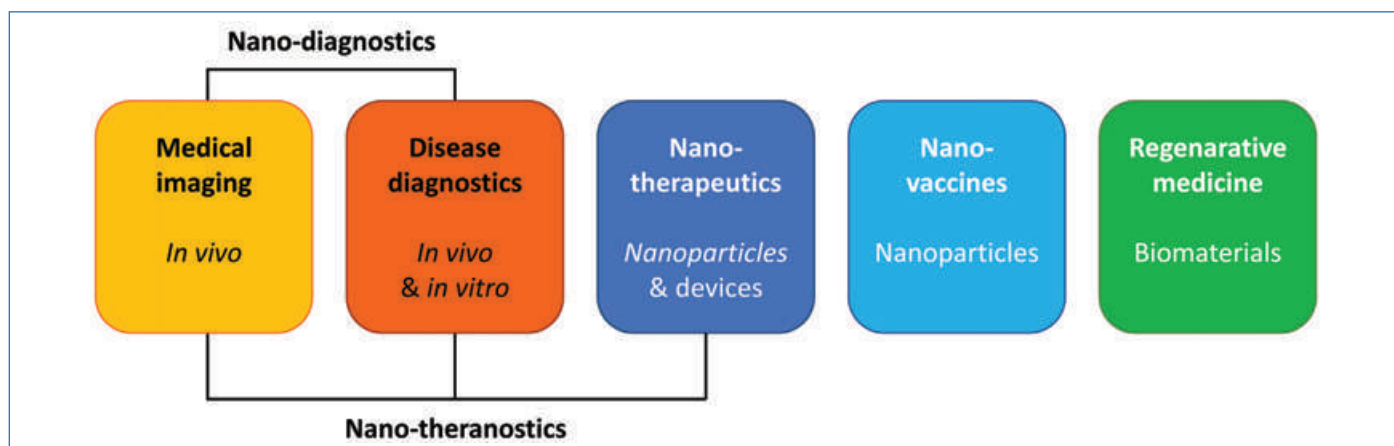 Nano-diagnostics
Medical
imaging
In vivo
Disease
diagnostics
In vivo
& in vitro
Nano-
therapeutics
Nanoparticles
& devices
Nano-
vaccines
Nanoparticles
Regenarative
medicine
Biomaterials
Nano-theranostics